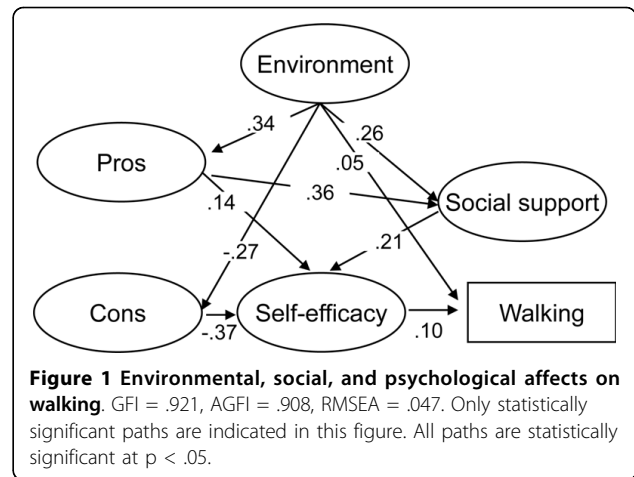 Environment
.34
.26
.05
Pros
.36
.14
Social support
-.27
.21
Cons
-.37
Self-efficacy
.10
Walking
Figure 1 Environmental, social, and psychological affects on
walking. GFI = .921, AGFI = .908, RMSEA = .047. Only statistically
significant paths are indicated in this figure. All paths are statistically
significant at p < .05.